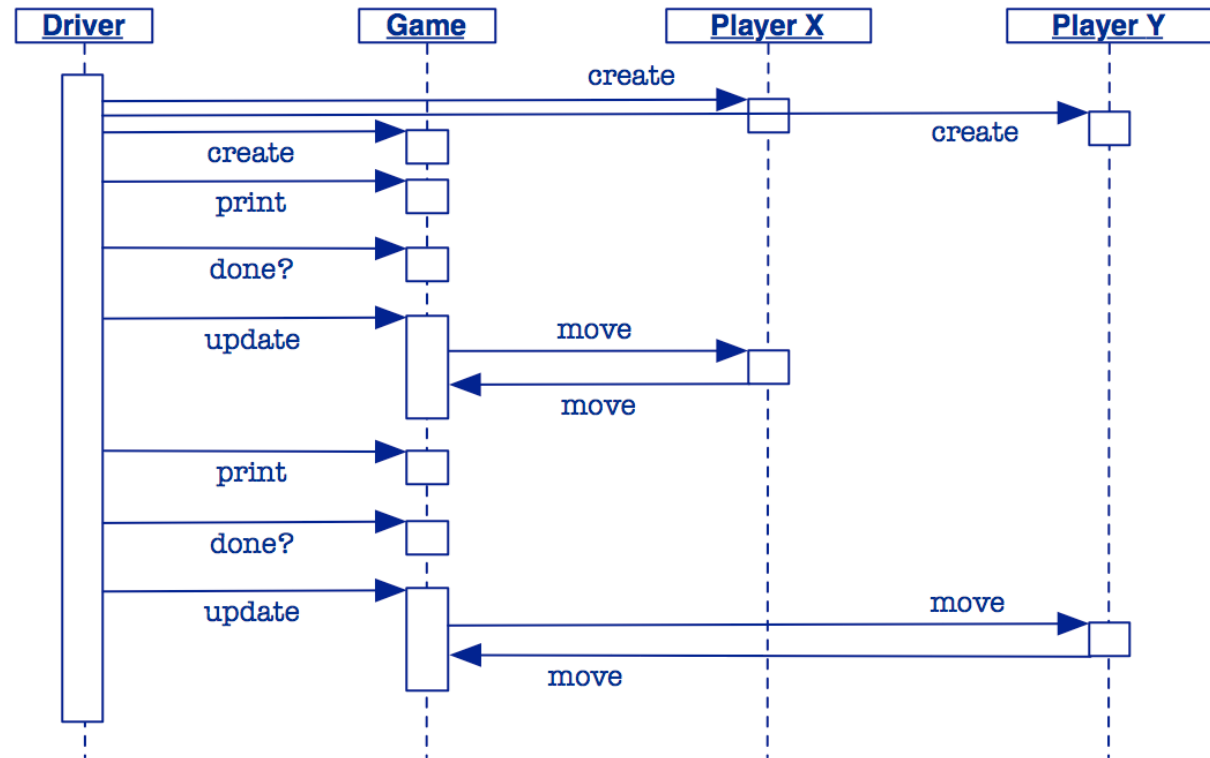 Driver
Game
Player X
Player Y
create
create
create
print
done?
update
move
move
print
done?
update
move
move